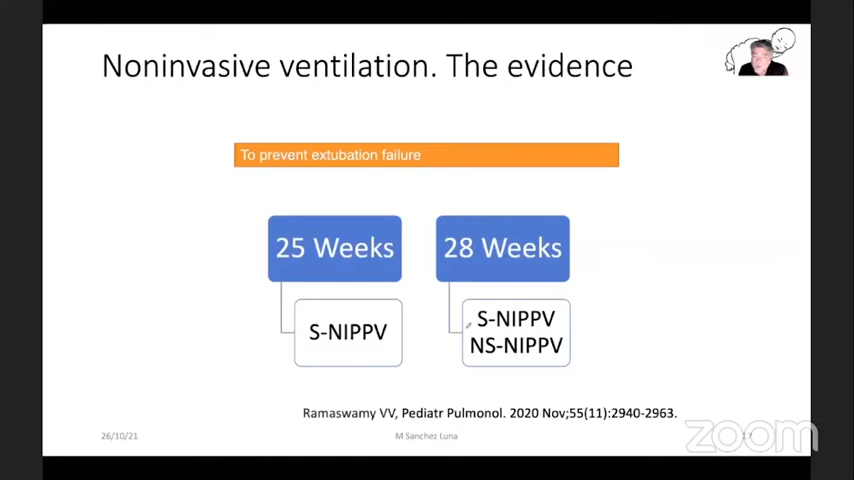 Noninvasive ventilation. The evidence
To prevent extubation failure
25 Weeks
28 Weeks
S-NIPPV
S-NIPPV
NS-NIPPV
Ramaswamy VV, Pediatr Pulmonol. 2020 Nov;55(11):2940-2963.
26/10/21
M Sanchez Luna
zoom